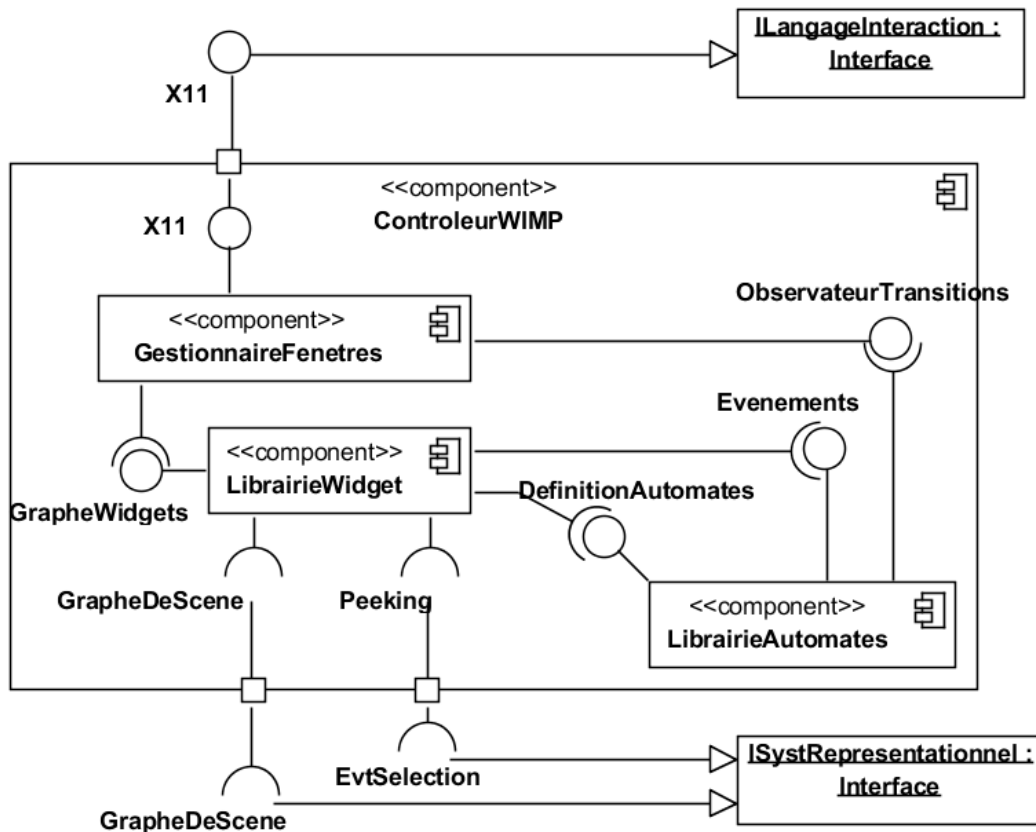 ILangageInteraction :
Interface
X11
<<component>>
ControleurWIMP
X11
ObservateurTransitions
<<component>>
GestionnaireFenetres
Evenements
<<component>>
LibrairieWidget
DefinitionAutomates
GrapheWidgets
GrapheDeScene
Peeking
<<component>>
LibrairieAutomates
ISystRepresentationnel :
Interface
EvtSelection
GrapheDeScene